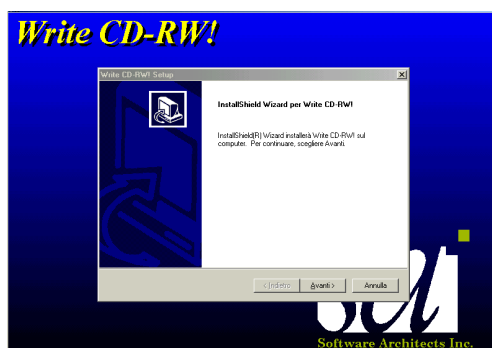 Write CD-RW!
Write CD-RW! Setup
InstallShield Wizard per Write CD-RW!
InstallShield(R) Wizard installerà Write CD-RW! sul
computer. Per continuare, scegliere Avanti.
< Indietro
Avanti >
Annulla
sai
Software Architects Inc.